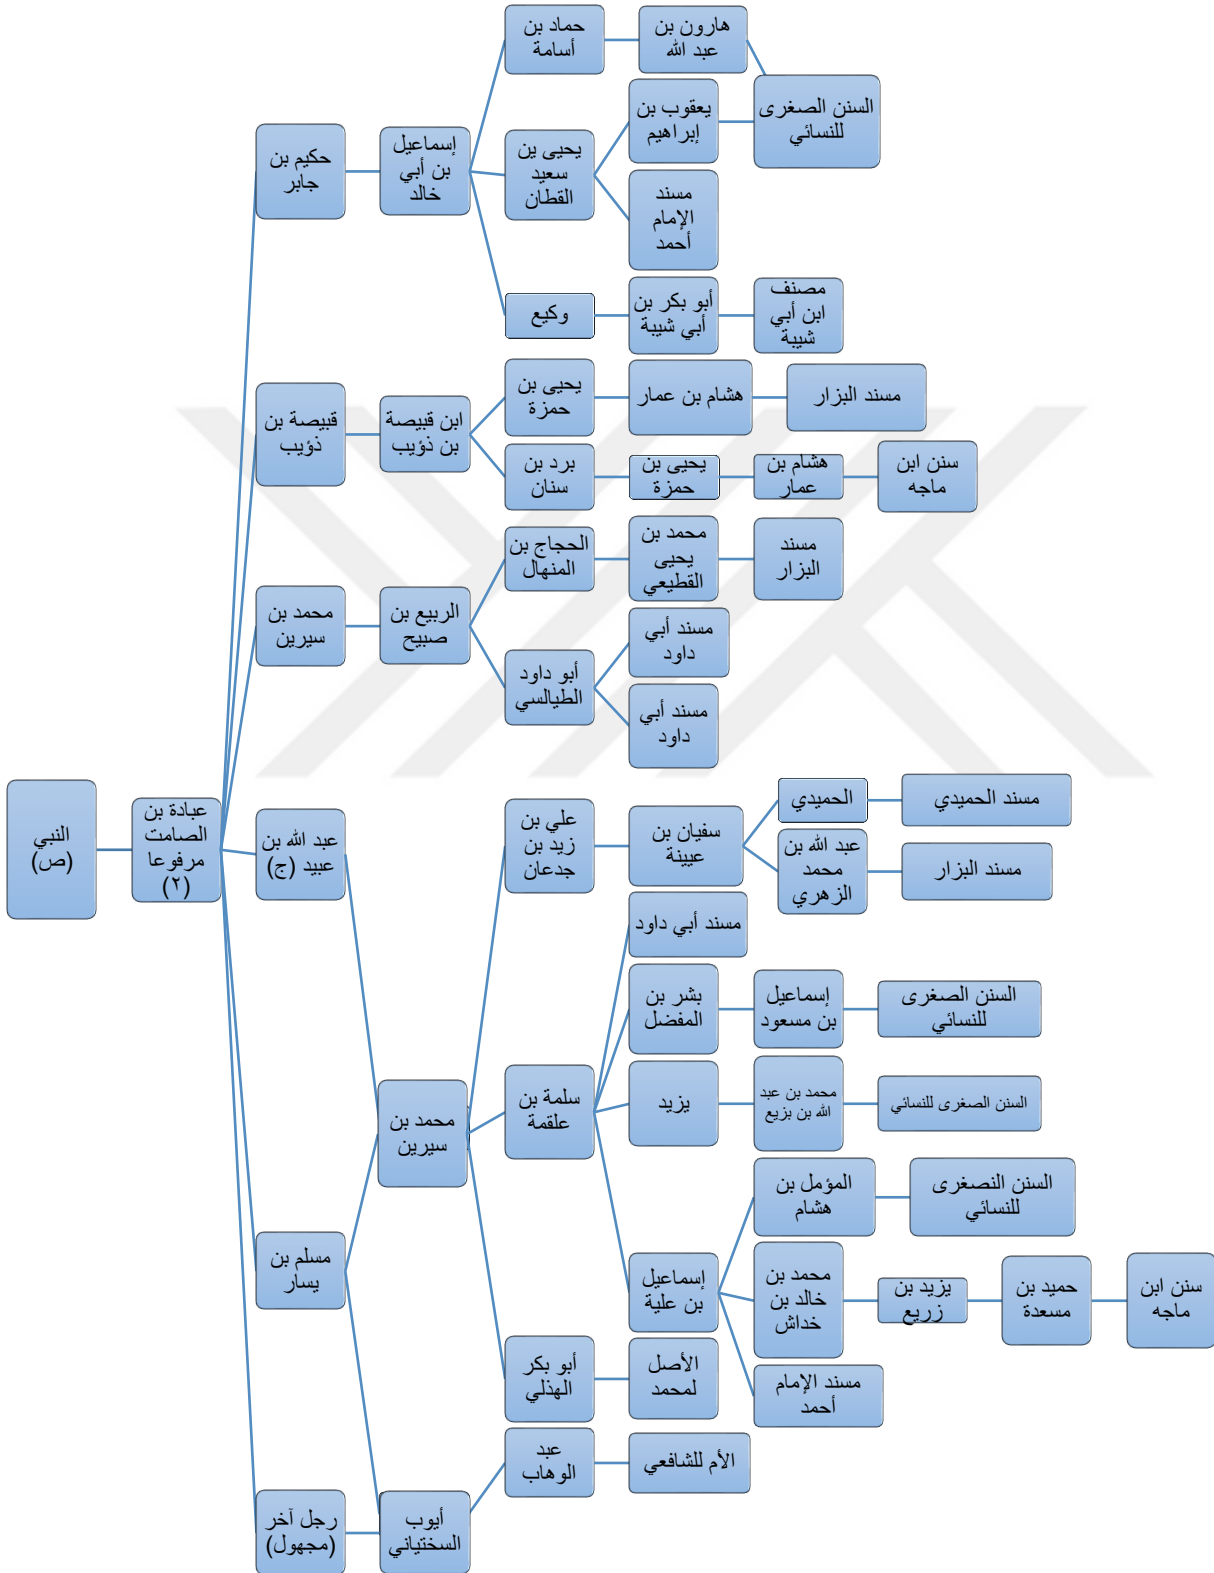 حماد بن
أسامة
هارون بن
عبد الله
السنن الصغرى
للنسائي
يعقوب بن
إبراهيم
حكيم بن
جابر
إسماعيل
بن أبي
خالد
يحيى ين
سعيد
القطان
مسند
الإمام
أحمد
وكيع
أبو بكر بن
أبي شيبة
مصنف
ابن أبي
شيبة
قبيصة بن
ذؤيب
ابن قبيصة
بن ذؤيب
يحيى بن
حمزة
هشام بن عمار
مسند البزار
برد بن
سنان
يحيى بن
حمزة
هشام بن
عمار
سنن ابن
ماجه
محمد بن
سيرين
الربيع بن
صبيح
الحجاج بن
المنهال
محمد بن
يحيى
القطيعي
مسند
البزار
أبو داود
الطيالسي
مسند أبي
داود
مسند أبي
داود
النبي
(ص)
عبادة بن
الصامت
مرفوعا
(٢)
عبد الله بن
عبيد (ج)
علي بن
زيد بن
جدعان
سفيان بن
عيينة
الحميدي
مسند الحميدي
عبد الله بن
محمد
الزهري
مسند البزار
محمد بن
سيرين
سلمة بن
علقمة
مسند أبي داود
بشر بن
المفضل
إسماعيل
بن مسعود
السنن الصغرى
للنسائي
يزيد
محمد بن عبد
الله بن بزيع
السنن الصغرى للنسائي
مسلم بن
يسار
إسماعيل
بن علية
المؤمل بن
هشام
السنن النصغرى
للنسائي
محمد بن
خالد بن
خداش
يزيد بن
زريع
حميد بن
مسعدة
سنن ابن
ماجه
مسند الإمام
أحمد
أبو بكر
الهذلي
الأصل
لمحمد
رجل آخر
(مجهول)
أيوب
السختياني
عبد
الوهاب
الأم للشافعي